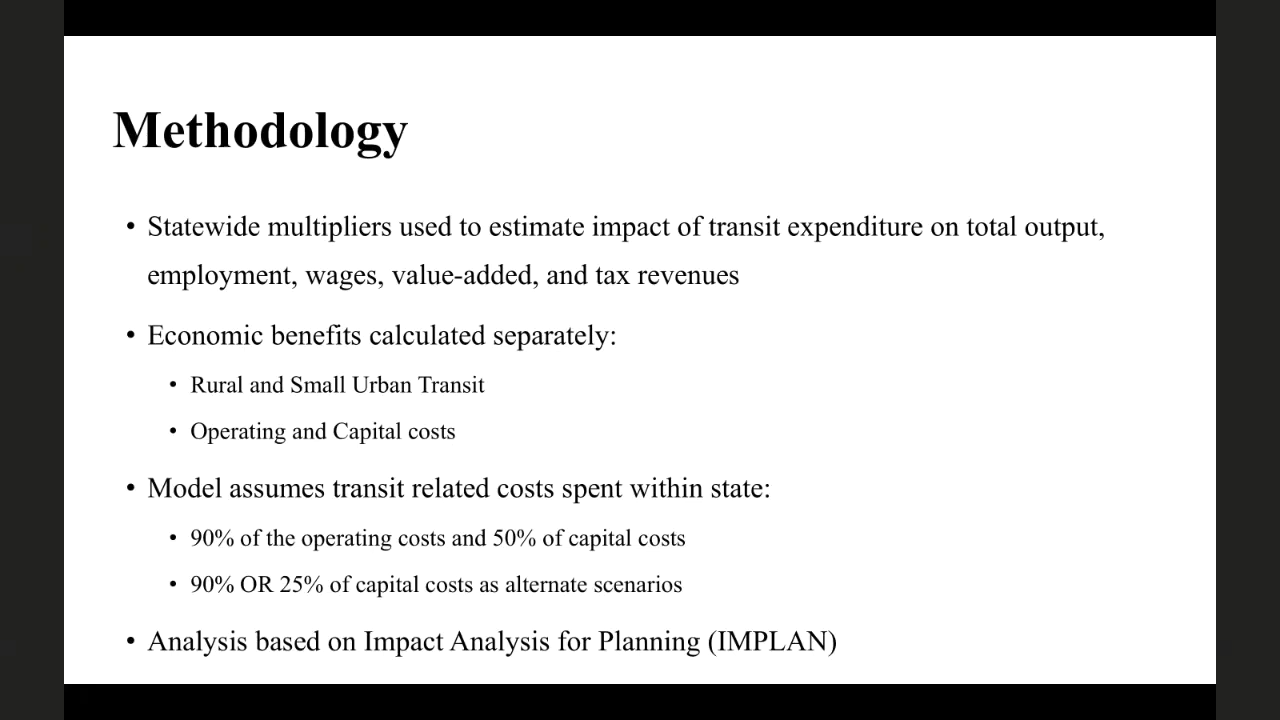 Methodology
• Statewide multipliers used to estimate impact of transit expenditure on total output,
employment, wages, value-added, and tax revenues
• Economic benefits calculated separately:
• Rural and Small Urban Transit
• Operating and Capital costs
• Model assumes transit related costs spent within state:
• 90% of the operating costs and 50% of capital costs
• 90% OR 25% of capital costs as alternate scenarios
• Analysis based on Impact Analysis for Planning (IMPLAN)